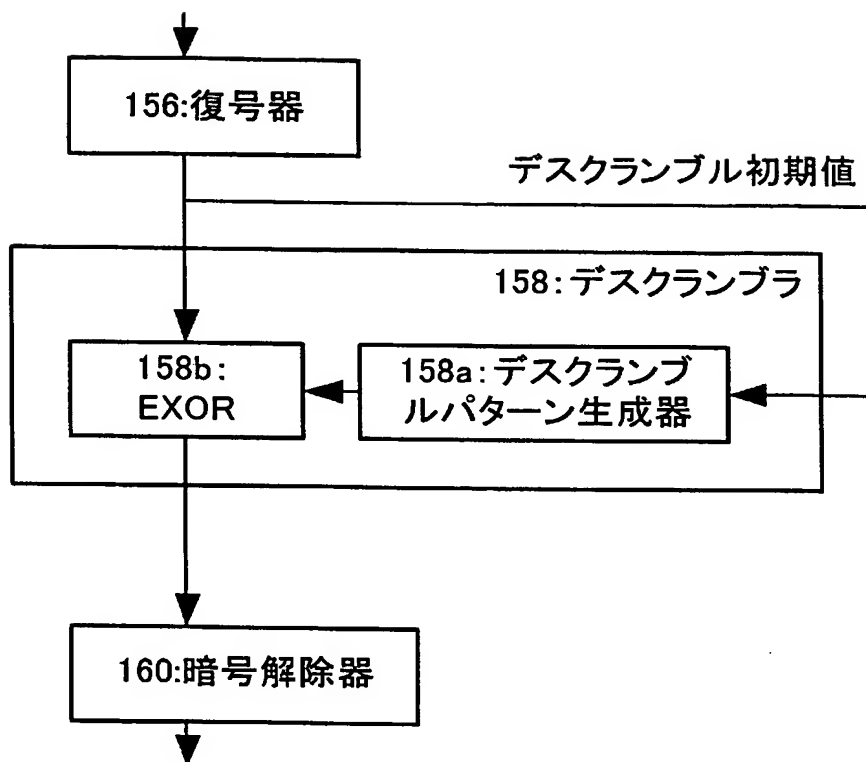 156:復号器
デスクランブル初期値
158:デスクランブラ
158b:
EXOR
158a:デスクランブ
ルパターン生成器
160:暗号解除器